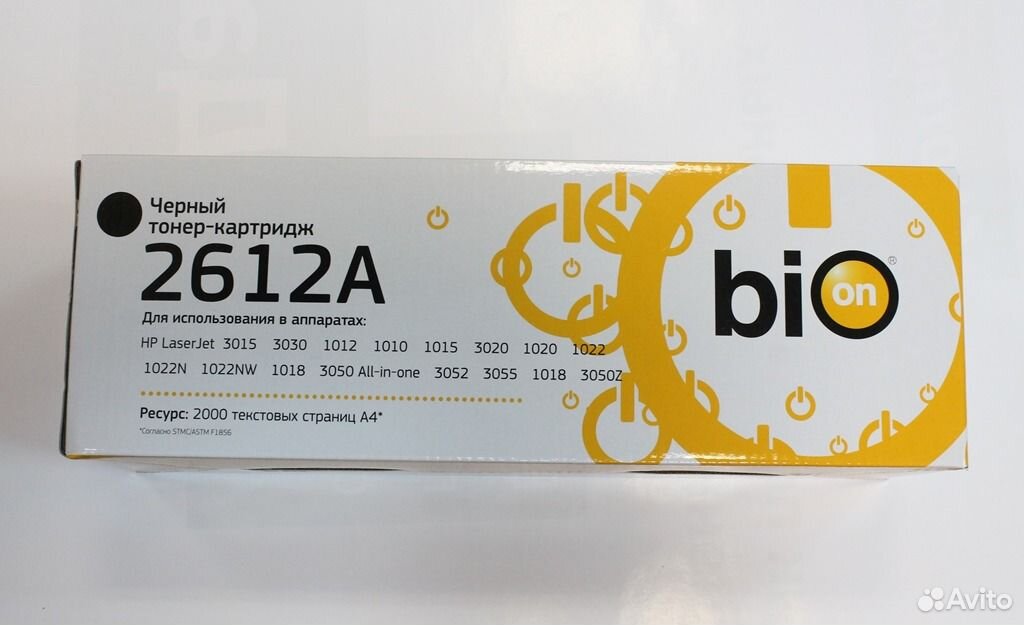 Черный
тонер-картридж
2612A
Для использования в аппаратах:
HP LaserJet 3015 3030 1012 1010 1015 3020 1020 1022
1022N 1022NW 1018 3050 All-in-one 3052 3055 1018 3050Z
Ресурс: 2000 текстовых страниц А4*
*Согласно STMC/ASTM F1856
biOn®
Avito